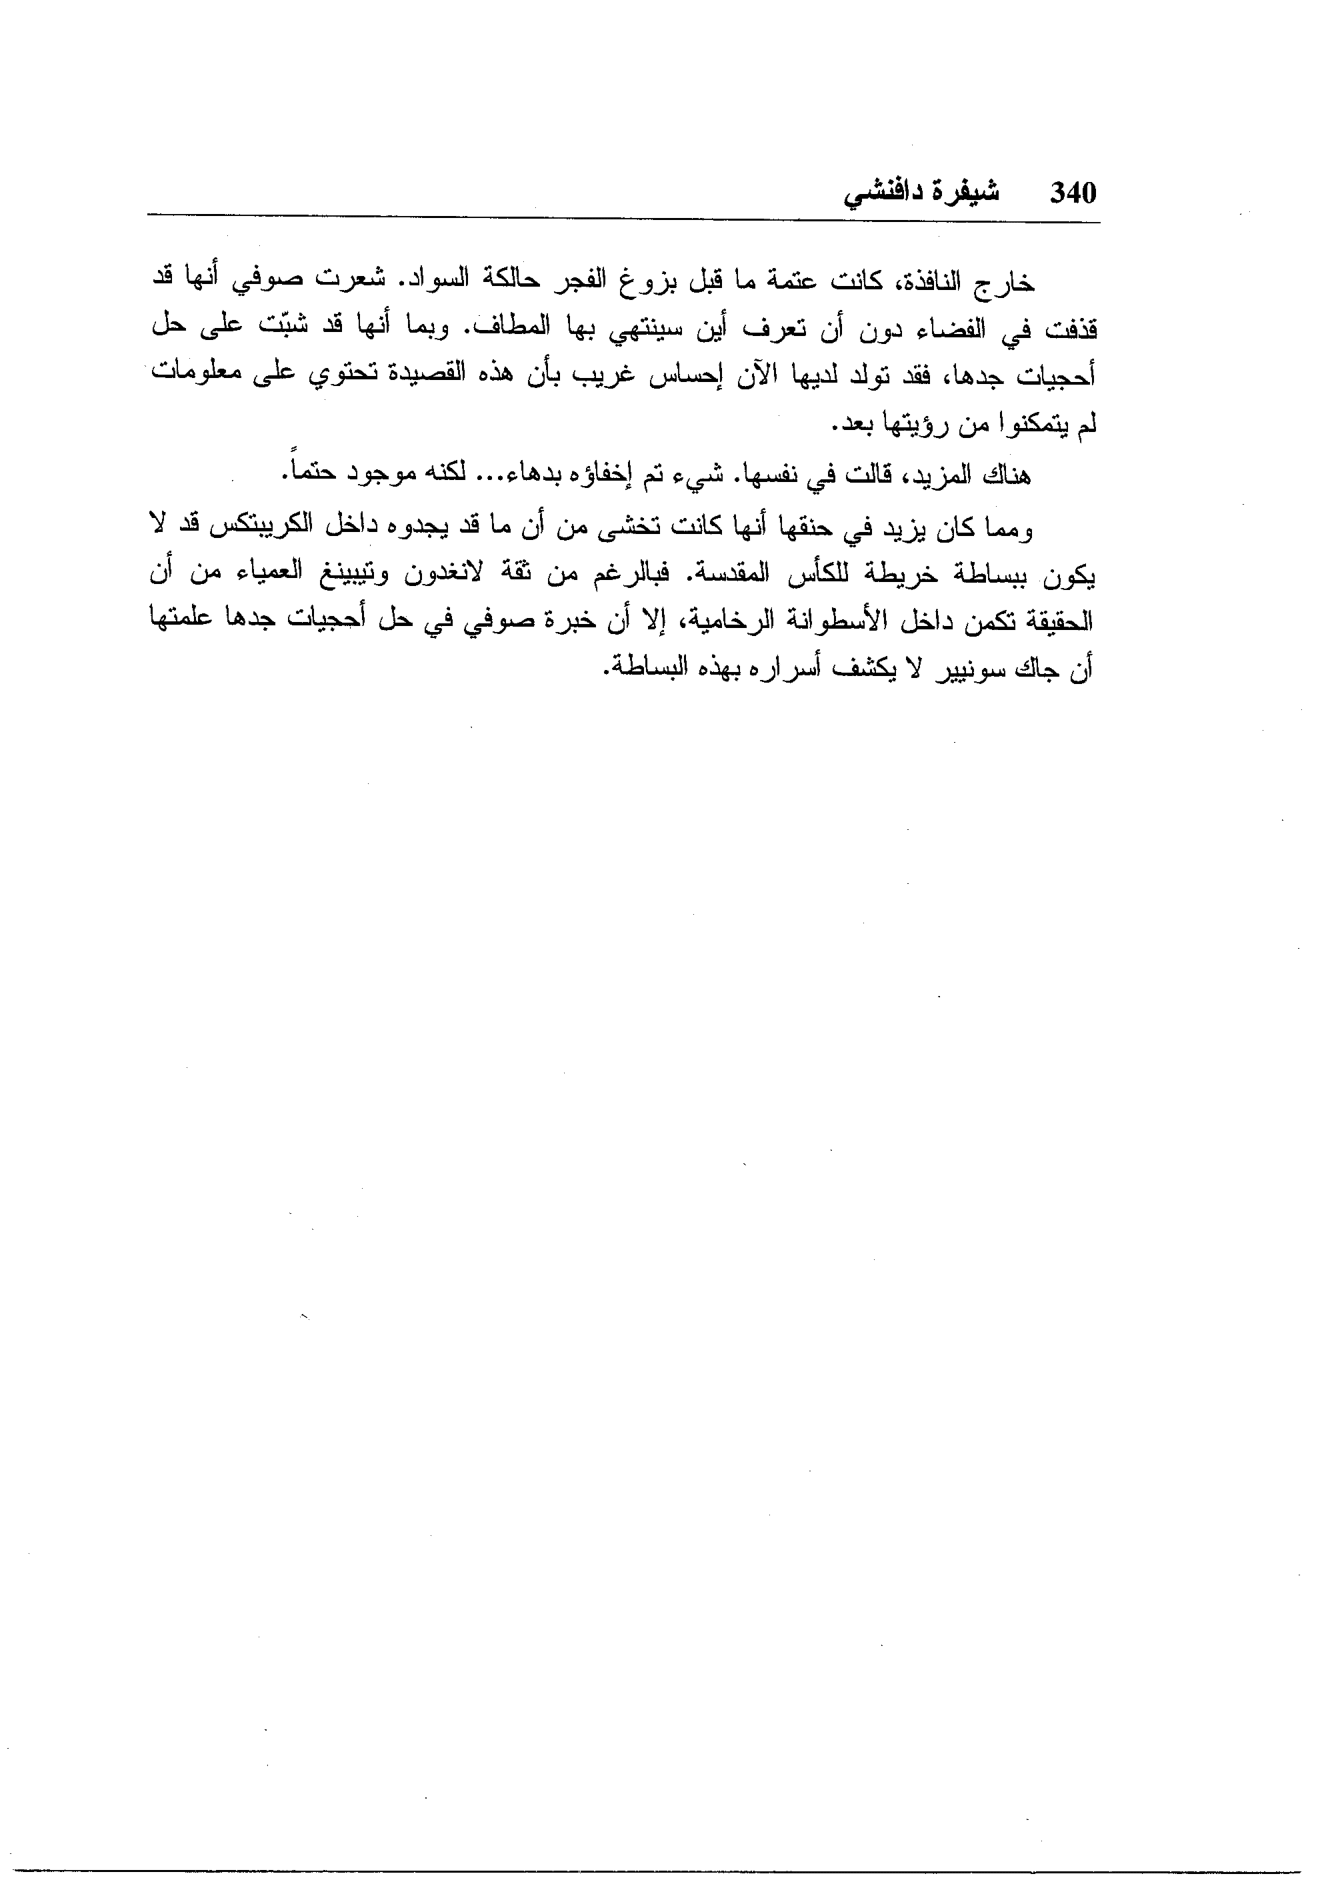 340 شيفرة دافنشي
خارج النافذة، كانت عتمة ما قبل بزوغ الفجر حالكة السواد. شعرت صوفي أنها قد
قذفت في الفضاء دون أن تعرف أين سينتهي بها المطاف. وبما أنها قد شبّت على حل
أحجيات جدها، فقد تولد لديها الآن إحساس غريب بأن هذه القصيدة تحتوي على معلومات
لم يتمكنوا من رؤيتها بعد.
هناك المزيد، قالت في نفسها. شيء تم إخفاؤه بدهاء... لكنه موجود حتماً.
ومما كان يزيد في حنقها أنها كانت تخشى من أن ما قد يجدوه داخل الكريبتكس قد لا
يكون ببساطة خريطة للكأس المقدسة. فبالرغم من ثقة لانغدون وتيبينغ العمياء من أن
الحقيقة تكمن داخل الأسطوانة الرخامية، إلا أن خبرة صوفي في حل أحجيات جدها علمتها
أن جاك سونيير لا يكشف أسراره بهذه البساطة.